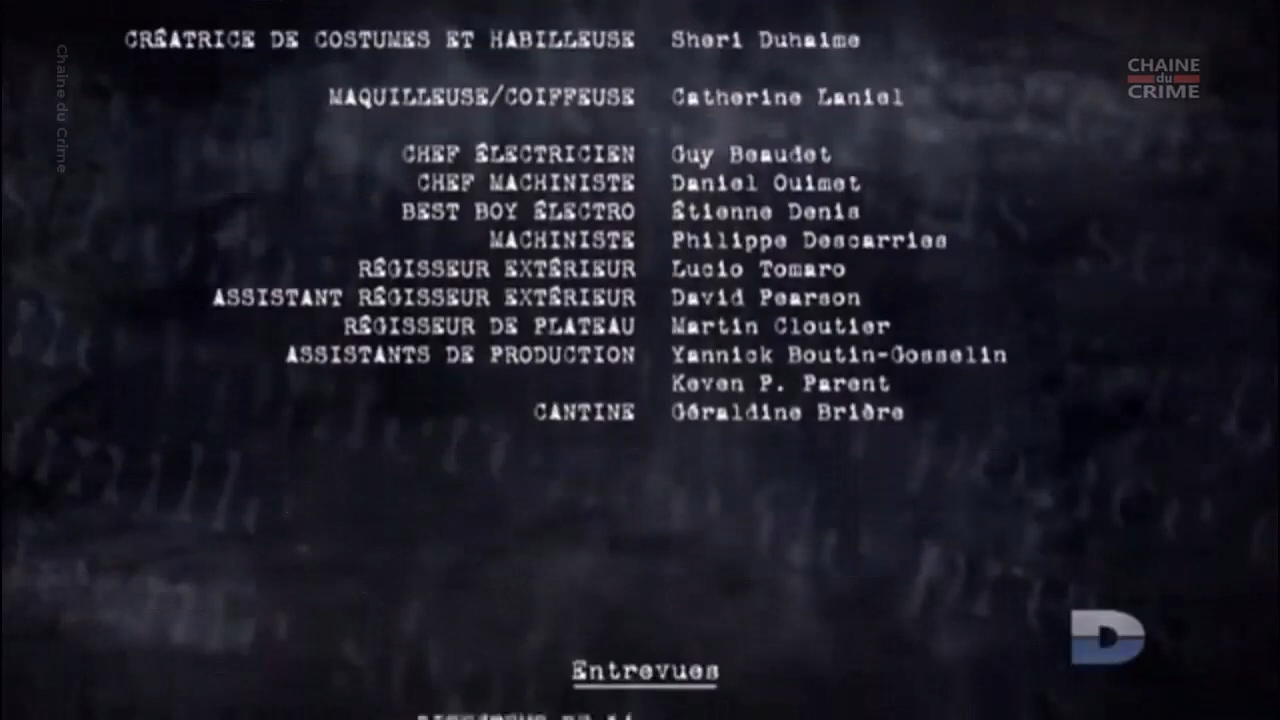 CRÉATRICE DE COSTUMES ET HABILLEUSE Sheri Duhaime
MAQUILLEUSE/COIFFEUSE Catherine Laniel
CHEF ÉLECTRICIEN Guy Beaudet
CHEF MACHINISTE Daniel Ouimet
BEST BOY ÉLECTRO Étienne Denis
MACHINISTE Philippe Descarries
RÉGISSEUR EXTÉRIEUR Lucio Tomaro
ASSISTANT RÉGISSEUR EXTÉRIEUR David Pearson
RÉGISSEUR DE PLATEAU Martin Cloutier
ASSISTANTS DE PRODUCTION Yannick Boutin-Gosselin
Keven P. Parent
CANTINE Géraldine Brière
Entrevues
CHAINE
du
CRIME
Chaine du Crime
D